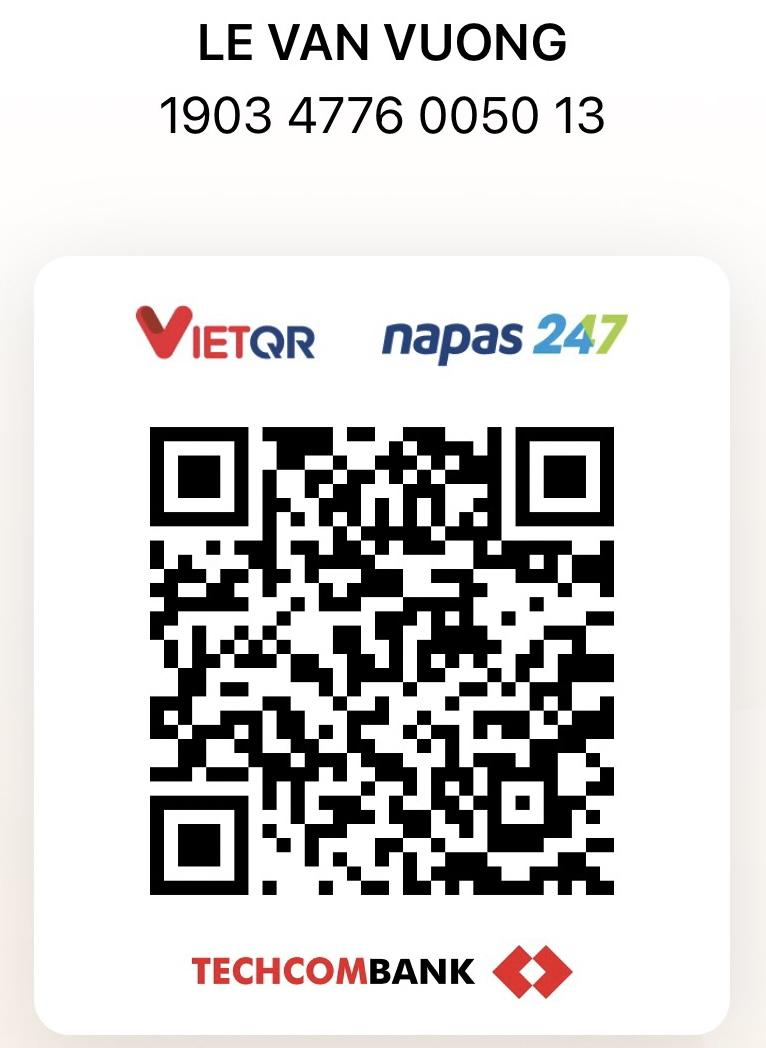 LE VAN VUONG
1903 4776 0050 13
VIETQR napas 247
TECHCOMBANK